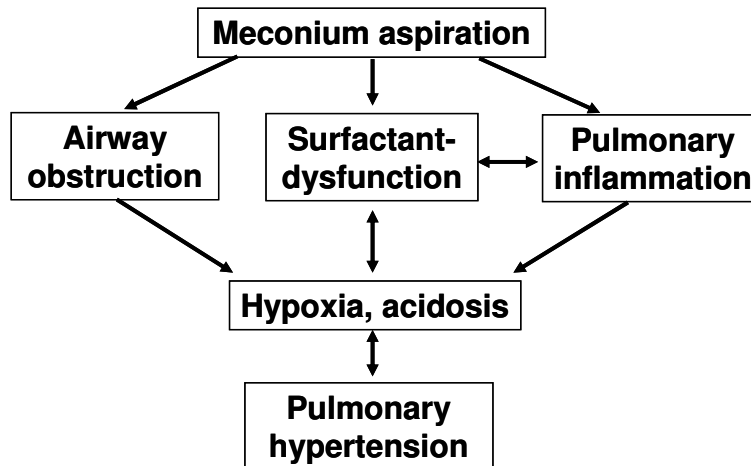 Meconium aspiration
Airway
obstruction
Surfactant-
dysfunction
Pulmonary
inflammation
Hypoxia, acidosis
Pulmonary
hypertension